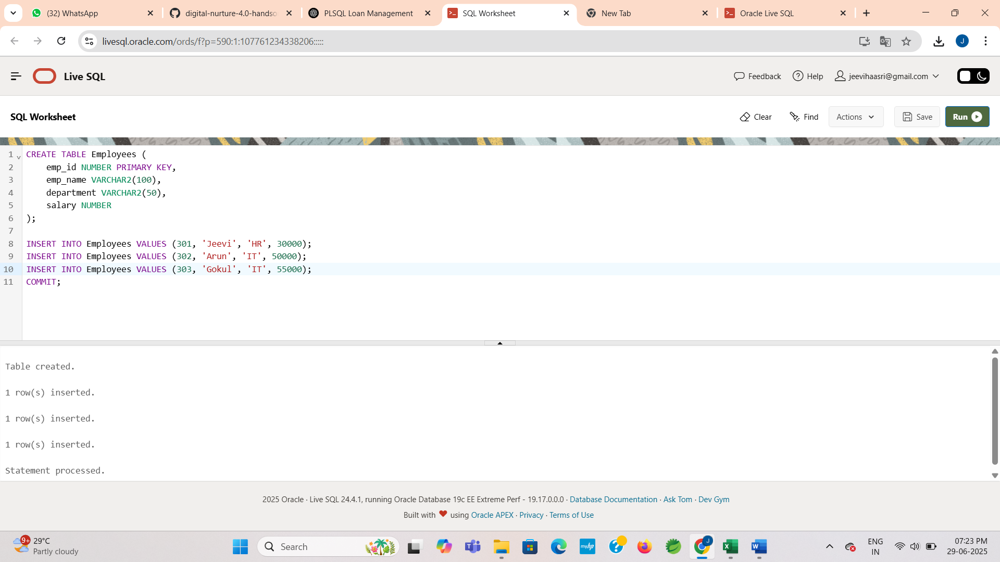 (32) WhatsApp
digital-nurture-4.0-handso
PLSQL Loan Management
SQL Worksheet
New Tab
Oracle Live SQL
livesql.oracle.com/ords/f?p=590:1:107761234338206:::::
J
Live SQL
Feedback
Help
jeevihaasri@gmail.com
SQL Worksheet
Clear
Find
Actions
Save
Run
1 CREATE TABLE Employees (
2 emp_id NUMBER PRIMARY KEY,
3 emp_name VARCHAR2(100),
4 department VARCHAR2(50),
5 salary NUMBER
6 );
7
8 INSERT INTO Employees VALUES (301, 'Jeevi', 'HR', 30000);
9 INSERT INTO Employees VALUES (302, 'Arun', 'IT', 50000);
10 INSERT INTO Employees VALUES (303, 'Gokul', 'IT', 55000);
11 COMMIT;
Table created.
1 row(s) inserted.
1 row(s) inserted.
1 row(s) inserted.
Statement processed.
2025 Oracle · Live SQL 24.4.1, running Oracle Database 19c EE Extreme Perf - 19.17.0.0.0 · Database Documentation · Ask Tom · Dev Gym
Built with ❤ using Oracle APEX · Privacy · Terms of Use
9+
29°C
Partly cloudy
Search
myhp
J
ENG
IN
07:23 PM
29-06-2025